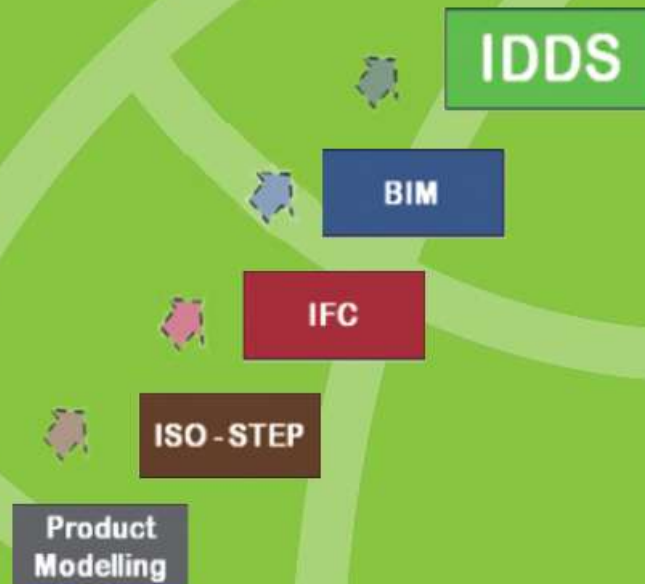 IDDS
BIM
IFC
ISO - STEP
Product
Modelling